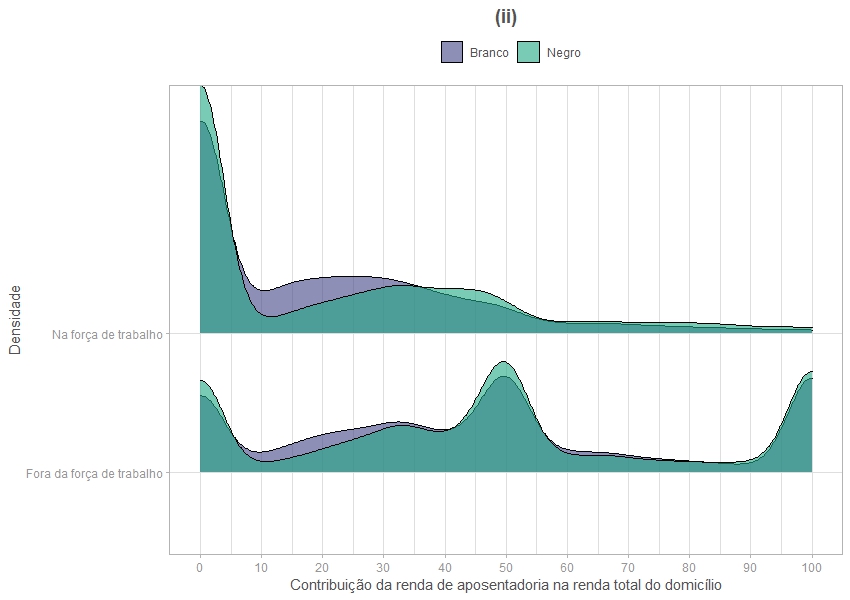 (ii)
Branco Negro
Densidade
Na força de trabalho
Fora da força de trabalho
0 10 20 30 40 50 60 70 80 90 100
Contribuição da renda de aposentadoria na renda total do domicílio